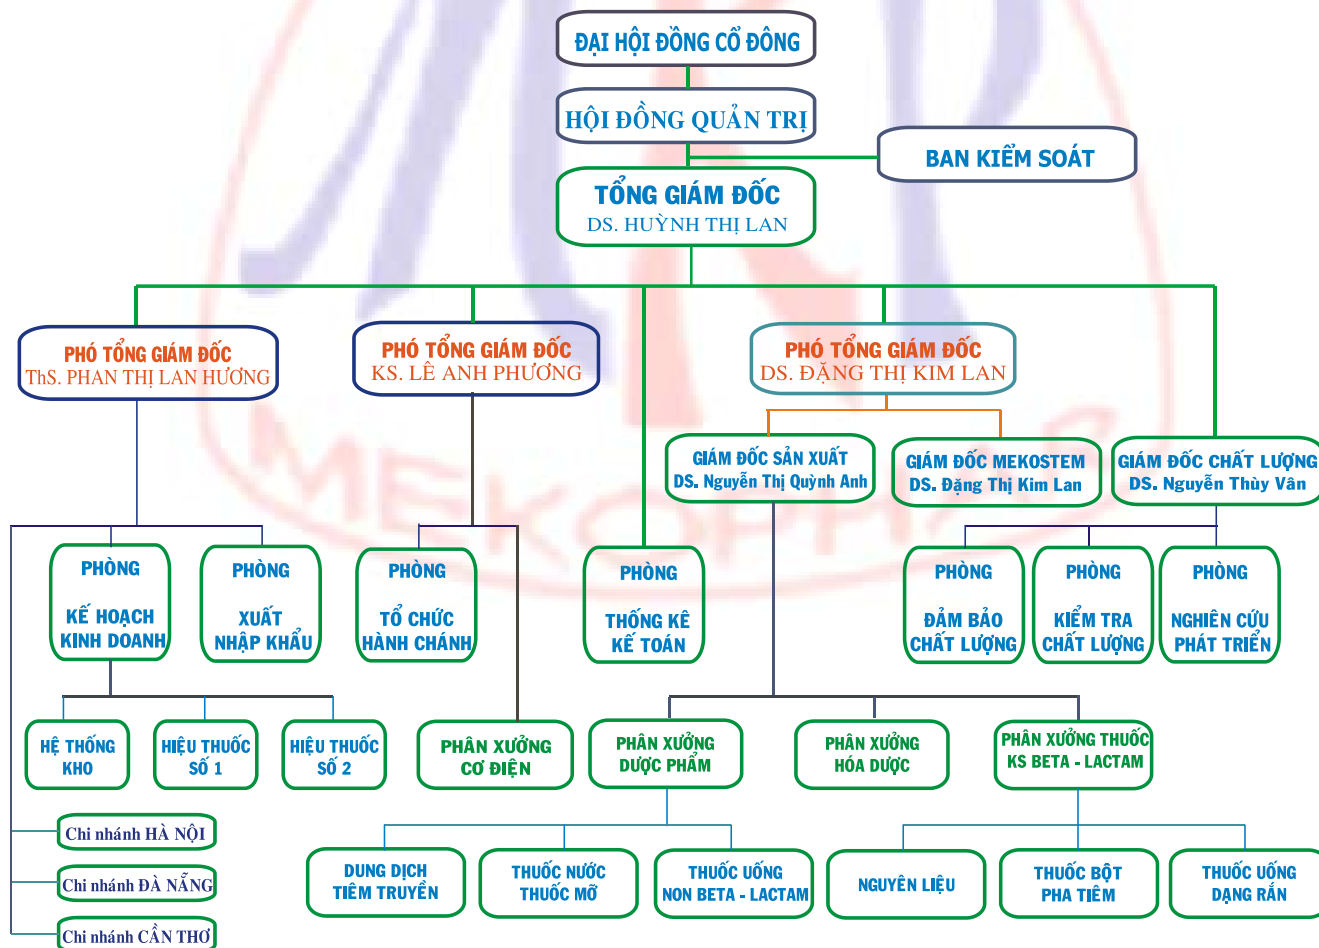 ĐẠI HỘI ĐỒNG CỔ ĐÔNG
HỘI ĐỒNG QUẢN TRỊ
BAN KIỂM SOÁT
TỔNG GIÁM ĐỐC
DS. HUỲNH THỊ LAN
PHÓ TỔNG GIÁM ĐỐC
ThS. PHAN THỊ LAN HƯƠNG
PHÓ TỔNG GIÁM ĐỐC
KS. LÊ ANH PHƯƠNG
PHÓ TỔNG GIÁM ĐỐC
DS. ĐẶNG THỊ KIM LAN
GIÁM ĐỐC SẢN XUẤT
DS. Nguyễn Thị Quỳnh Anh
GIÁM ĐỐC MEKOSTEM
DS. Đặng Thị Kim Lan
GIÁM ĐỐC CHẤT LƯỢNG
DS. Nguyễn Thùy Vân
PHÒNG
KẾ HOẠCH
KINH DOANH
PHÒNG
XUẤT
NHẬP KHẨU
PHÒNG
TỔ CHỨC
HÀNH CHÁNH
PHÒNG
THỐNG KÊ
KẾ TOÁN
PHÒNG
ĐẢM BẢO
CHẤT LƯỢNG
PHÒNG
KIỂM TRA
CHẤT LƯỢNG
PHÒNG
NGHIÊN CỨU
PHÁT TRIỂN
HỆ THỐNG
KHO
HIỆU THUỐC
SỐ 1
HIỆU THUỐC
SỐ 2
PHÂN XƯỞNG
CƠ ĐIỆN
PHÂN XƯỞNG
DƯỢC PHẨM
PHÂN XƯỞNG
HÓA DƯỢC
PHÂN XƯỞNG THUỐC
KS BETA - LACTAM
Chi nhánh HÀ NỘI
Chi nhánh ĐÀ NẴNG
Chi nhánh CẦN THƠ
DUNG DỊCH
TIÊM TRUYỀN
THUỐC NƯỚC
THUỐC MỠ
THUỐC UỐNG
NON BETA - LACTAM
NGUYÊN LIỆU
THUỐC BỘT
PHA TIÊM
THUỐC UỐNG
DẠNG RẮN
MEKOPHAR